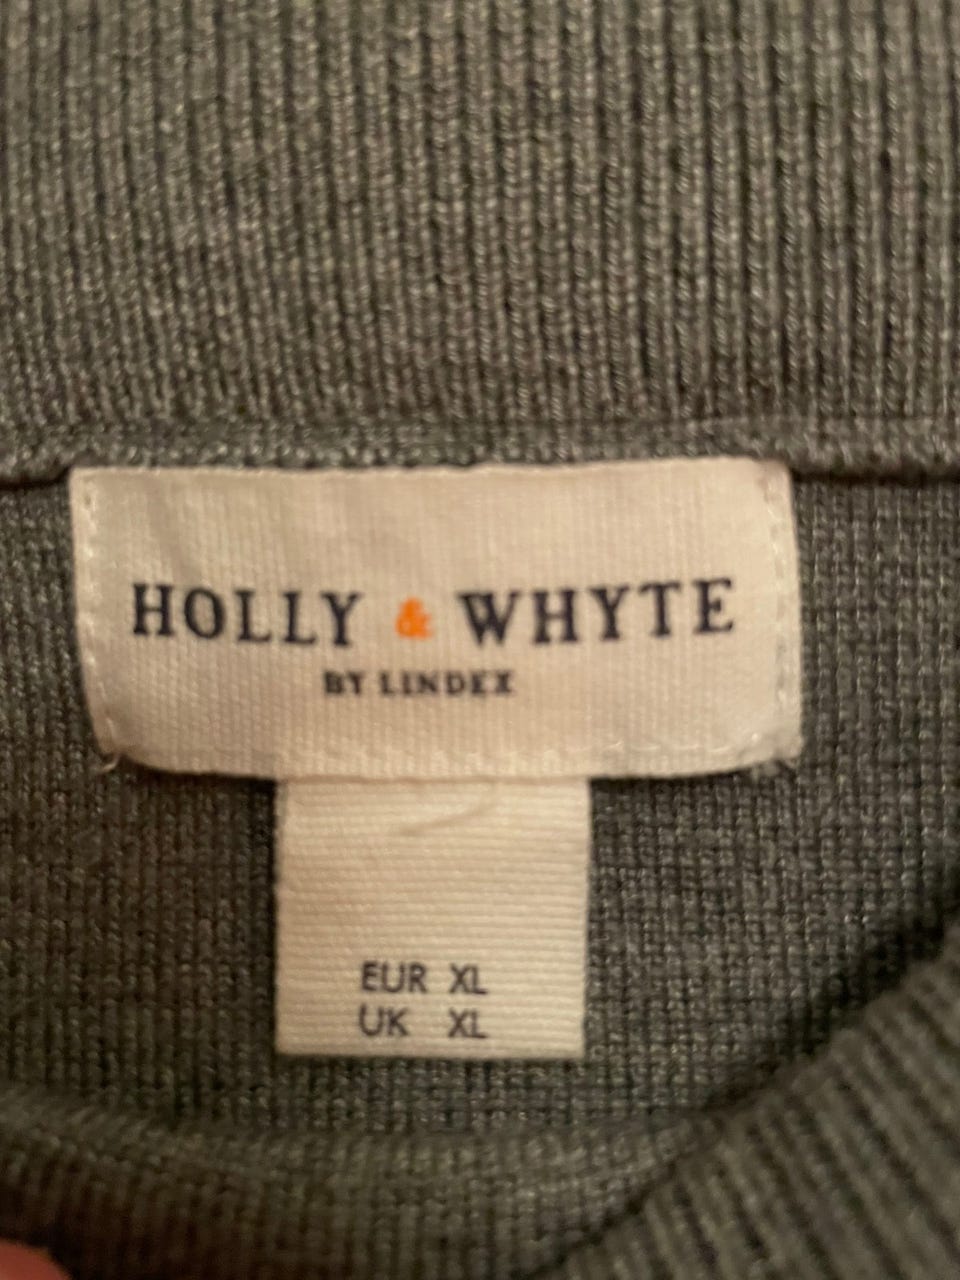 HOLLY & WHYTE
BY LINDEX
EUR XL
UK XL